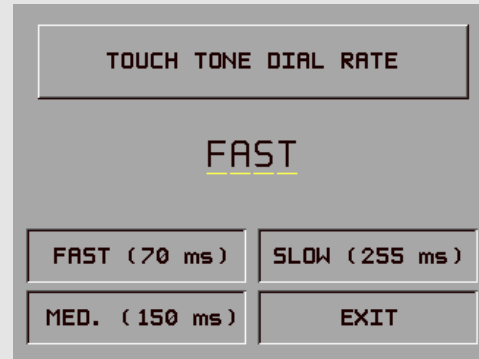 TOUCH TONE DIAL RATE
FAST
FAST (70 ms)
SLOW (255 ms)
MED. (150 ms)
EXIT